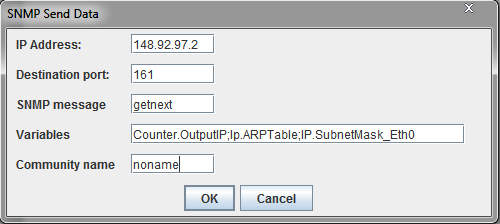 SNMP Send Data
IP Address: 148.92.97.2
Destination port: 161
SNMP message getnext
Variables Counter.OutputIP;Ip.ARPTable;IP.SubnetMask_Eth0
Community name noname
OK Cancel